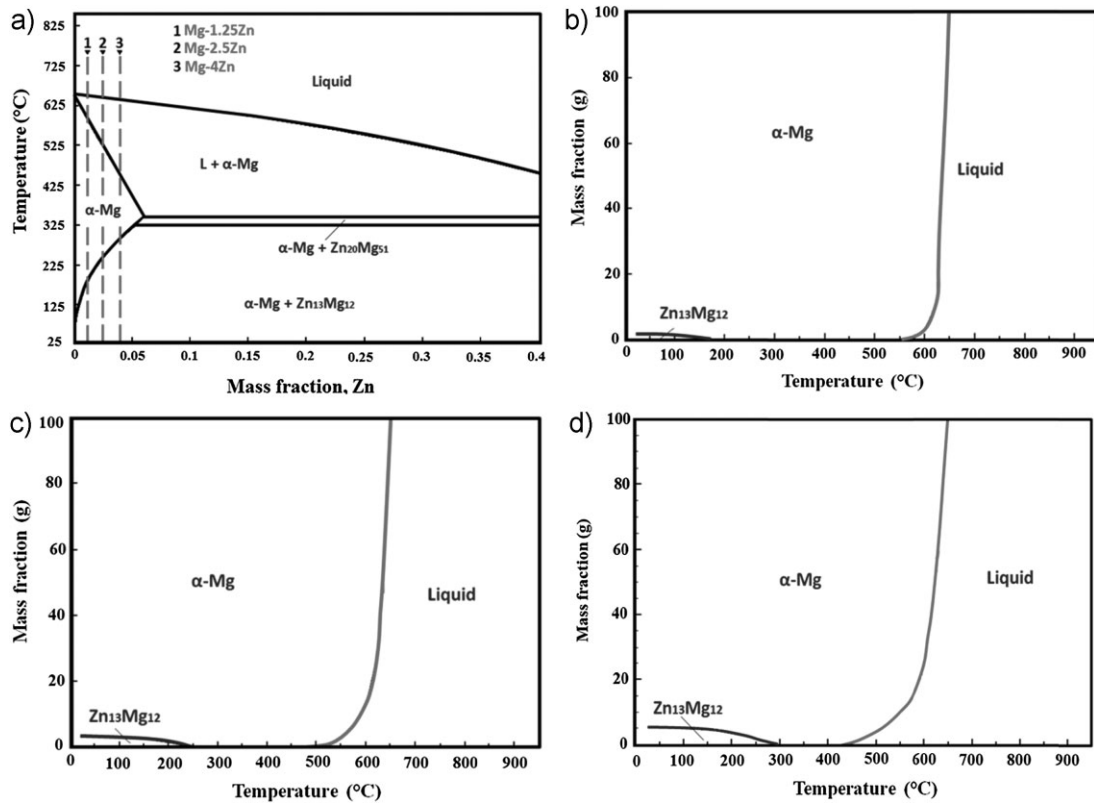 a)
1 Mg-1.25Zn
2 Mg-2.5Zn
3 Mg-4Zn
1 2 3
Liquid
L + α-Mg
α-Mg
α-Mg + Zn20Mg51
α-Mg + Zn13Mg12
825
725
625
525
425
325
225
125
25
Temperature (°C)
0 0.05 0.1 0.15 0.2 0.25 0.3 0.35 0.4
Mass fraction, Zn
b)
100
80
60
40
20
0
Mass fraction (g)
α-Mg
Liquid
Zn13Mg12
0 100 200 300 400 500 600 700 800 900
Temperature (°C)
c)
100
80
60
40
20
0
Mass fraction (g)
α-Mg
Liquid
Zn13Mg12
0 100 200 300 400 500 600 700 800 900
Temperature (°C)
d)
100
80
60
40
20
0
Mass fraction (g)
α-Mg
Liquid
Zn13Mg12
0 100 200 300 400 500 600 700 800 900
Temperature (°C)